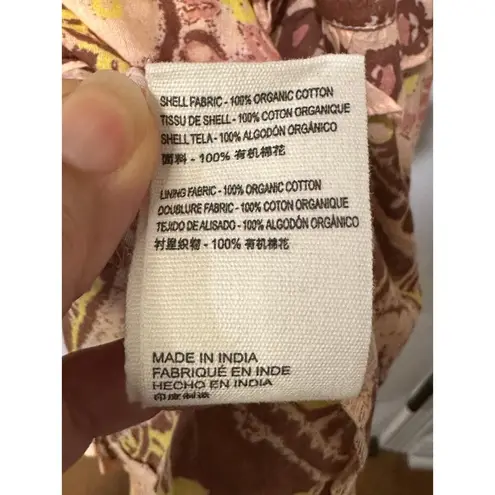 SHELL FABRIC - 100% ORGANIC COTTON
TISSU DE SHELL - 100% COTON ORGANIQUE
SHELL TELA - 100% ALGODÓN ORGÂNICO
面料 - 100% 有机棉花
LINING FABRIC - 100% ORGANIC COTTON
DOUBLURE FABRIC - 100% COTON ORGANIQUE
TEJIDO DE ALISADO - 100% ALGODÓN ORGÂNICO
衬里织物 - 100% 有机棉花
MADE IN INDIA
FABRIQUÉ EN INDE
HECHO EN INDIA
印度制造